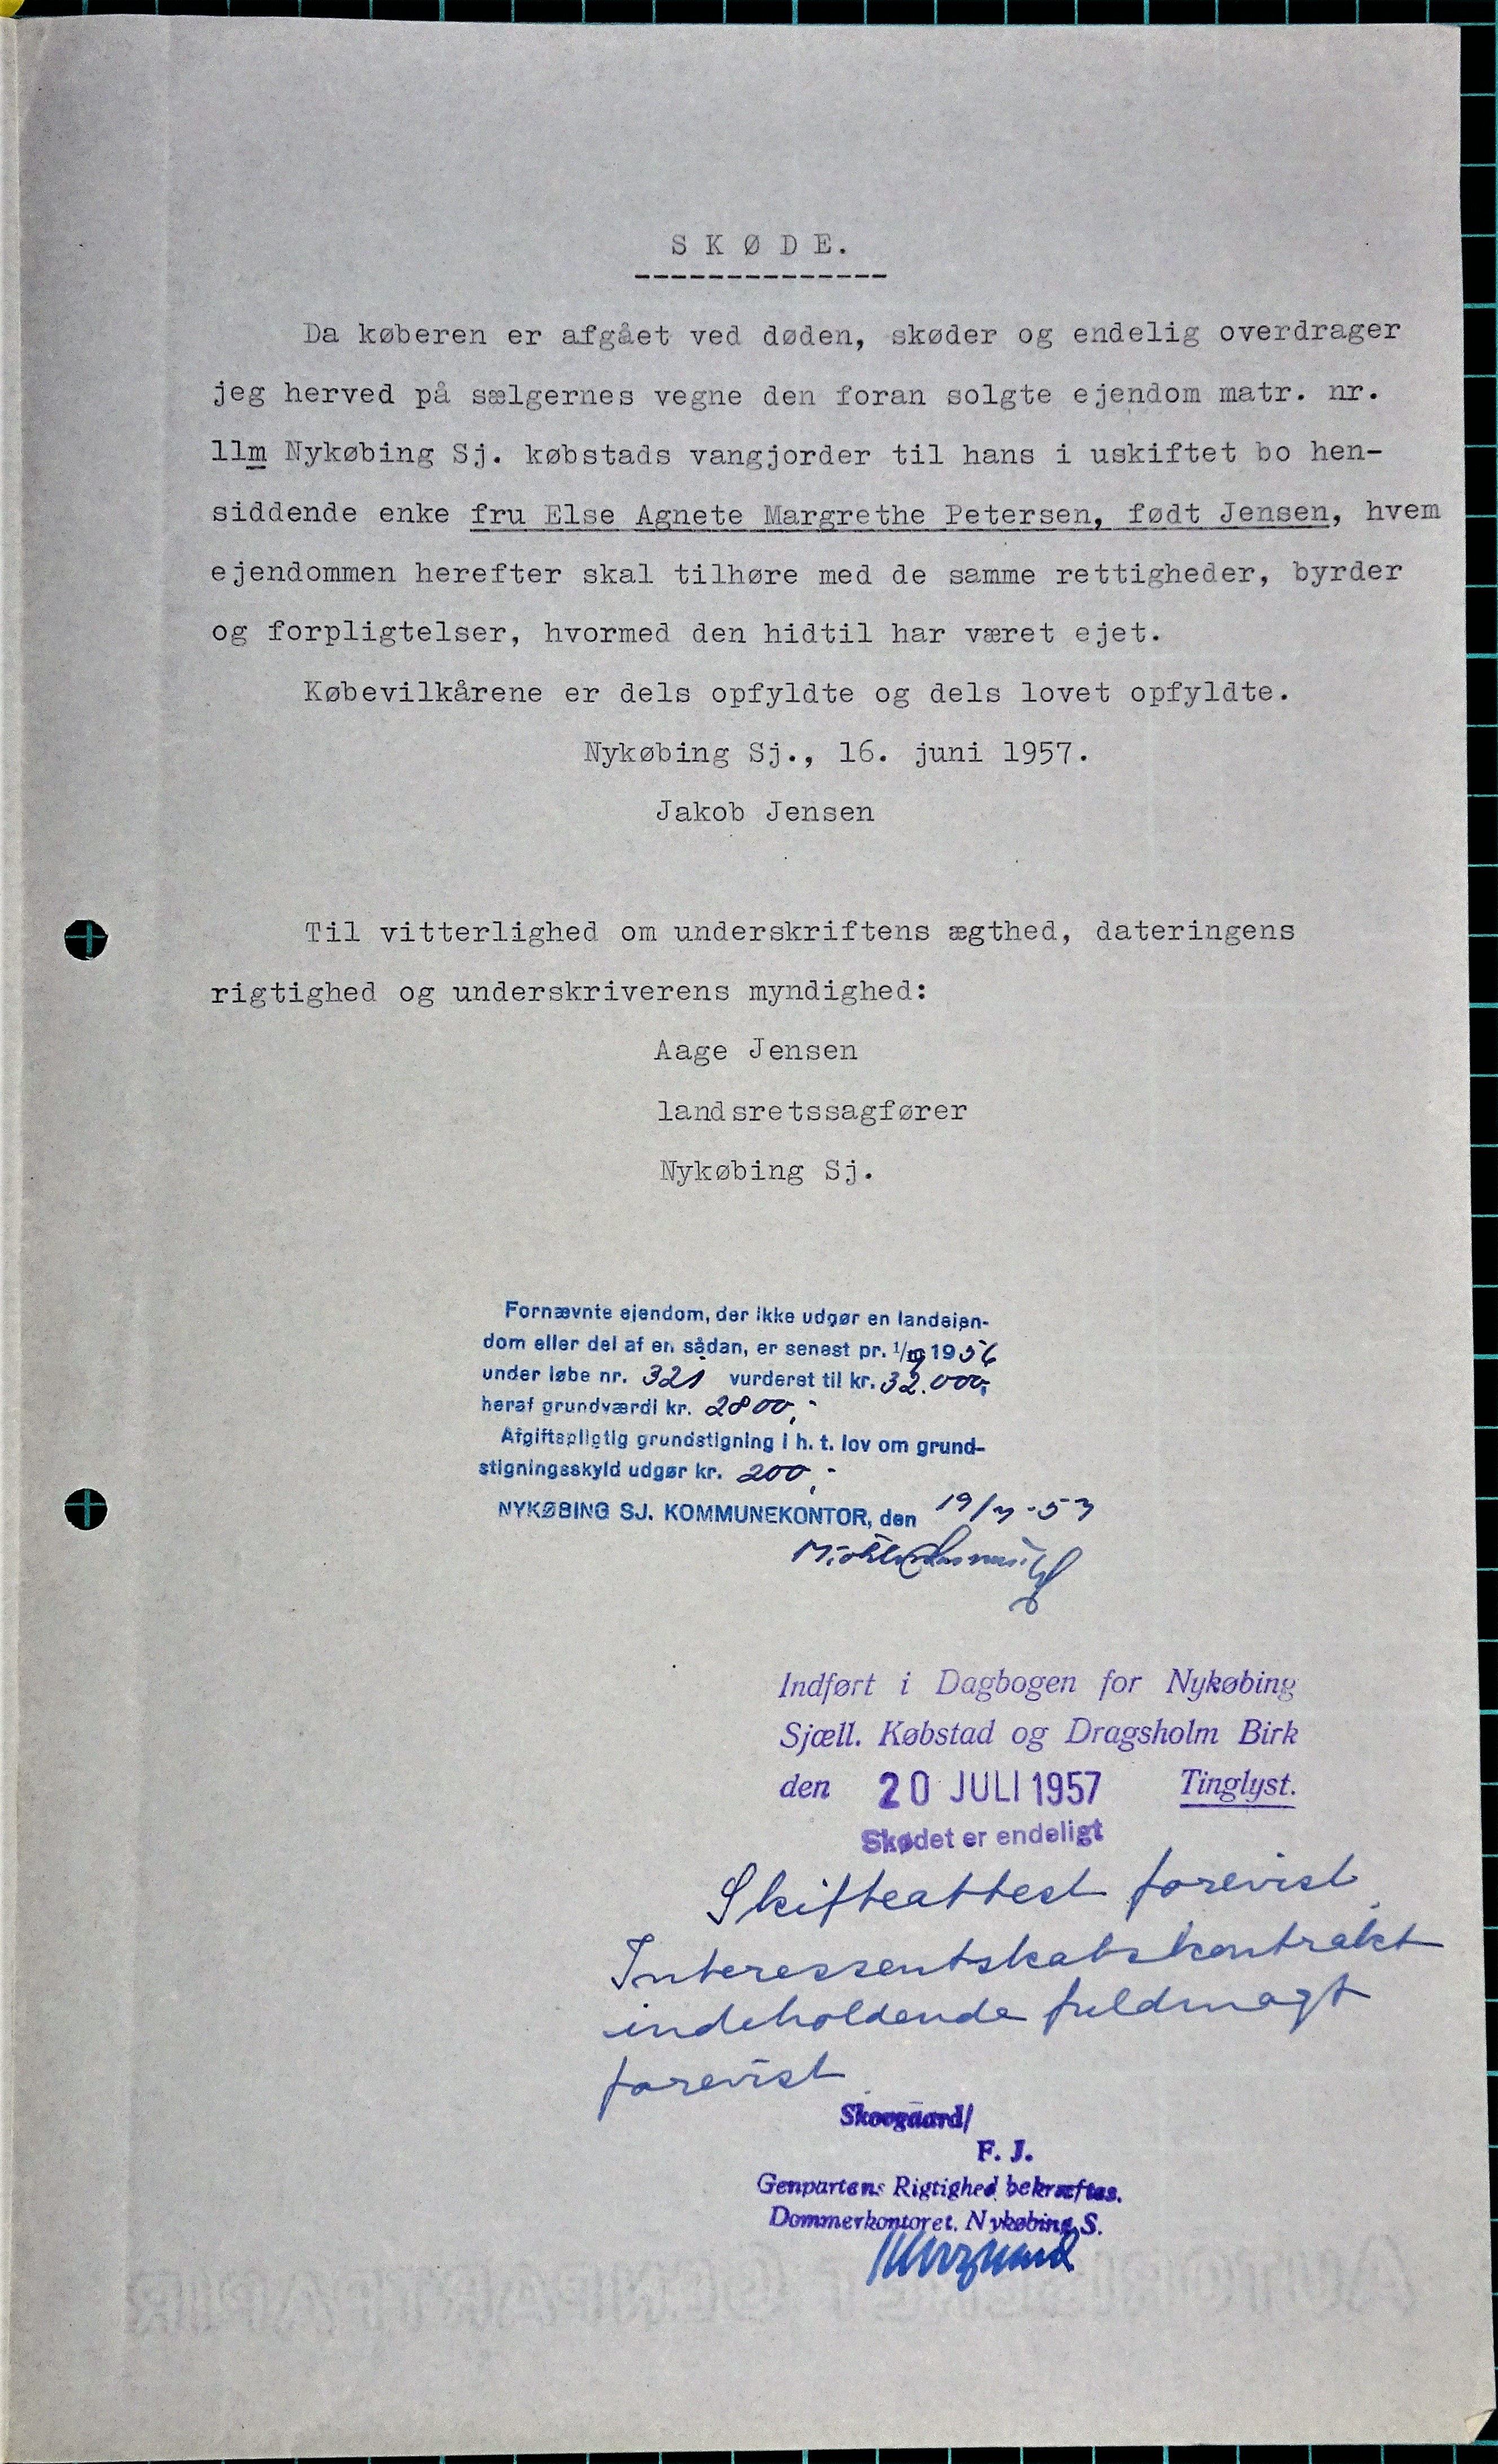 SKØDE.
Da køberen er afgået ved døden, skøder og endelig overdrager
jeg herved på sælgernes vegne den foran solgte ejendom matr. nr.
11m Nykøbing Sj. købstads vangjorder til hans i uskiftet bo hen-
siddende enke fru Else Agnete Margrethe Petersen, født Jensen, hvem
ejendommen herefter skal tilhøre med de samme rettigheder, byrder
og forpligtelser, hvormed den hidtil har været ejet.
Købevilkårene er dels opfyldte og dels lovet opfyldte.
Nykøbing Sj., 16. juni 1957.
Jakob Jensen
Til vitterlighed om underskriftens ægthed, dateringens
rigtighed og underskriverens myndighed:
Aage Jensen
landsretssagfører
Nykøbing Sj.
Fornævnte ejendom, der ikke udgør en landejen-
dom eller del af en sådan, er senest pr. 1/9 1956
under løbe nr. 321 vurderet til kr. 32.000,
heraf grundværdi kr. 2800,-
Afgiftspligtig grundstigning i h. t. lov om grund-
stigningsskyld udgør kr. 200,-
NYKØBING SJ. KOMMUNEKONTOR, den 19/7-57
Indført i Dagbogen for Nykøbing
Sjæll. Købstad og Dragsholm Birk
den 20 JULI 1957 Tinglyst.
Skødet er endeligt
Skifteattest forevist.
Interessentskabskontrakt
indeholdende fuldmagt
forevist
Skovgaard/
F. J.
Genpartens Rigtighed bekræftes.
Dommerkontoret, Nykøbing S.
AUTORISERET GENPARTPAPIR